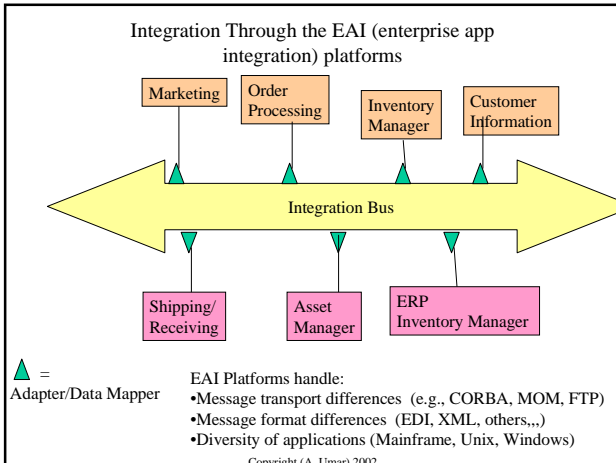 Integration Through the EAI (enterprise app
integration) platforms
Marketing
Order
Processing
Inventory
Manager
Customer
Information
Integration Bus
Shipping/
Receiving
Asset
Manager
ERP
Inventory Manager
=
Adapter/Data Mapper
EAI Platforms handle:
•Message transport differences (e.g., CORBA, MOM, FTP)
•Message format differences (EDI, XML, others,,,)
•Diversity of applications (Mainframe, Unix, Windows)
Copyright (A. Umar) 2002